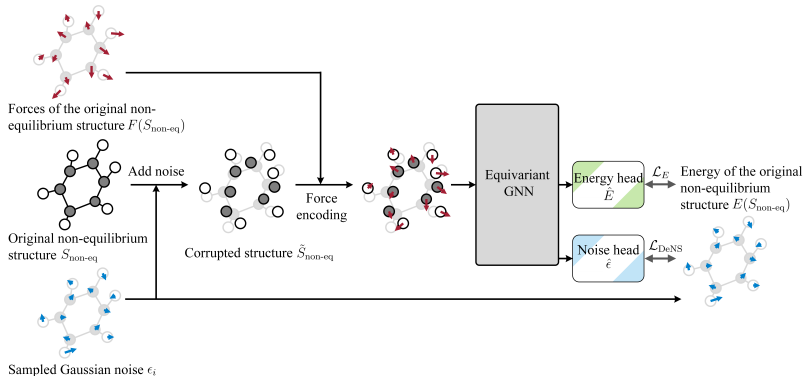 Forces of the original non-
equilibrium structure F(S_non-eq)
Add noise
Original non-equilibrium
structure S_non-eq
Corrupted structure S̃_non-eq
Force
encoding
Equivariant
GNN
Energy head
Ê
ℒ_E
Energy of the original
non-equilibrium
structure E(S_non-eq)
Noise head
ε̂
ℒ_DeNS
Sampled Gaussian noise ε_i